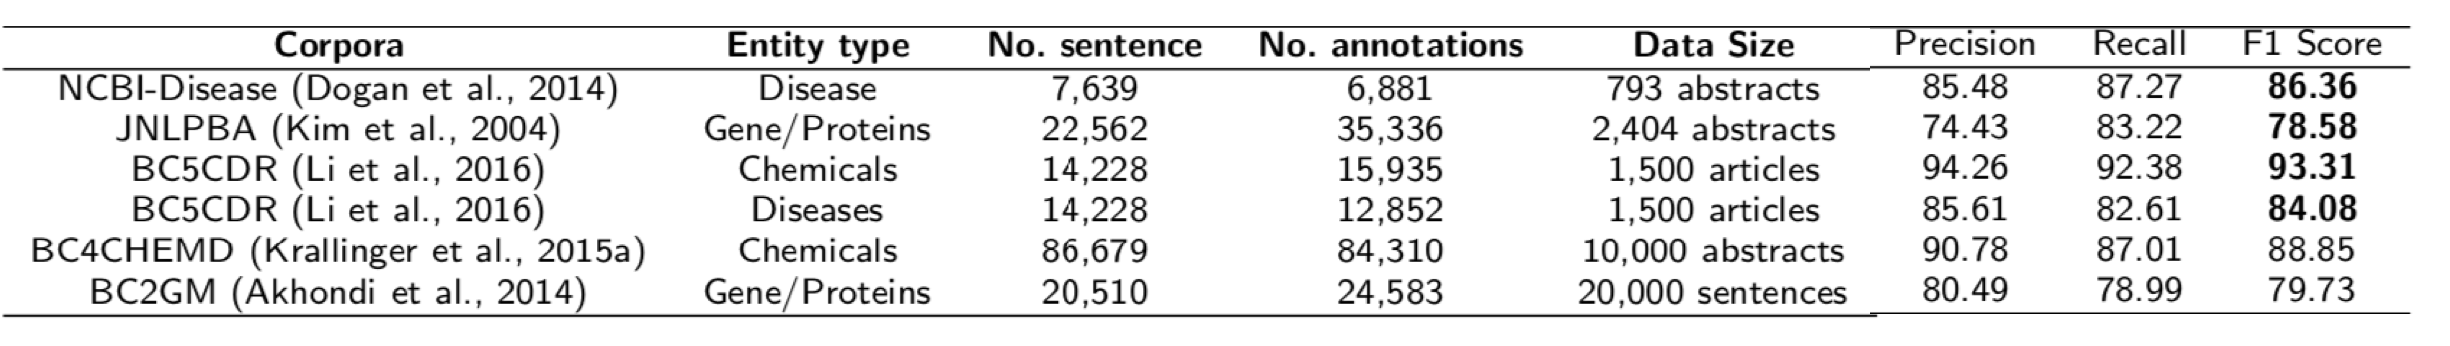 Corpora Entity type No. sentence No. annotations Data Size Precision Recall F1 Score
NCBI-Disease (Dogan et al., 2014) Disease 7,639 6,881 793 abstracts 85.48 87.27 86.36
JNLPBA (Kim et al., 2004) Gene/Proteins 22,562 35,336 2,404 abstracts 74.43 83.22 78.58
BC5CDR (Li et al., 2016) Chemicals 14,228 15,935 1,500 articles 94.26 92.38 93.31
BC5CDR (Li et al., 2016) Diseases 14,228 12,852 1,500 articles 85.61 82.61 84.08
BC4CHEMD (Krallinger et al., 2015a) Chemicals 86,679 84,310 10,000 abstracts 90.78 87.01 88.85
BC2GM (Akhondi et al., 2014) Gene/Proteins 20,510 24,583 20,000 sentences 80.49 78.99 79.73